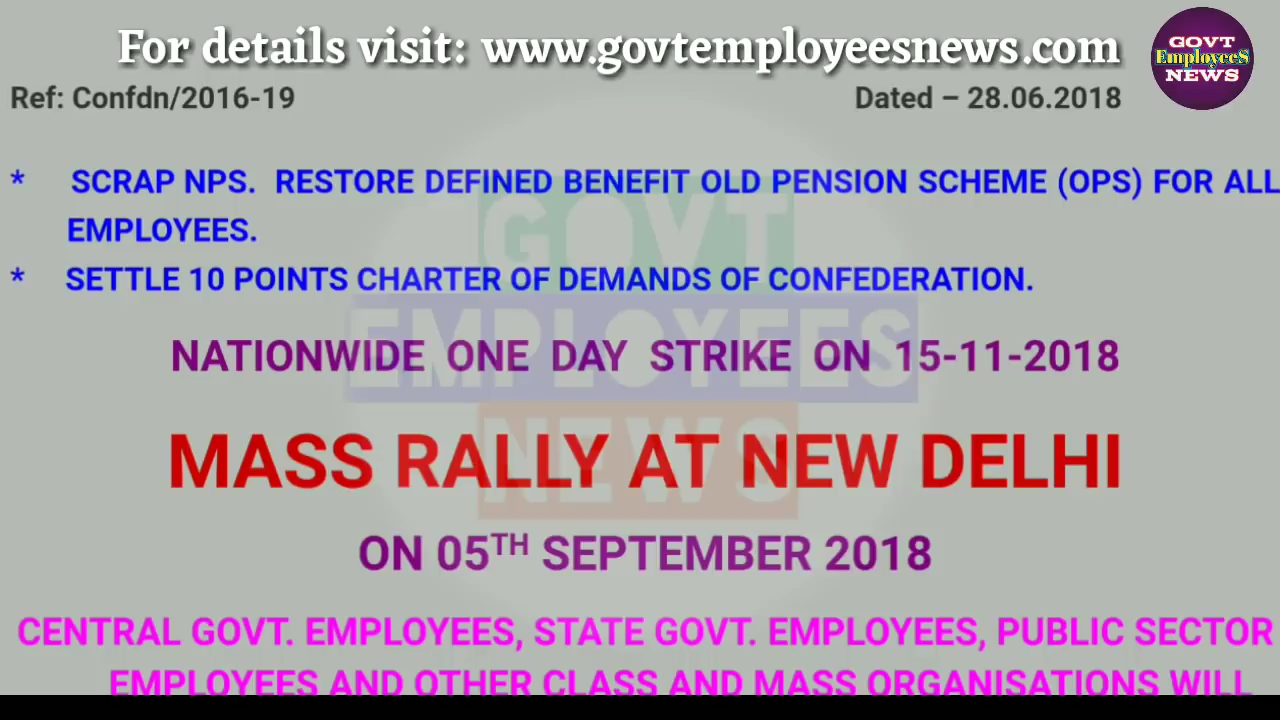 For details visit: www.govtemployeesnews.com
GOVT
EmployeeS
NEWS
Ref: Confdn/2016-19 Dated – 28.06.2018
* SCRAP NPS. RESTORE DEFINED BENEFIT OLD PENSION SCHEME (OPS) FOR ALL
EMPLOYEES.
* SETTLE 10 POINTS CHARTER OF DEMANDS OF CONFEDERATION.
NATIONWIDE ONE DAY STRIKE ON 15-11-2018
MASS RALLY AT NEW DELHI
ON 05TH SEPTEMBER 2018
CENTRAL GOVT. EMPLOYEES, STATE GOVT. EMPLOYEES, PUBLIC SECTOR
EMPLOYEES AND OTHER CLASS AND MASS ORGANISATIONS WILL
GOVT
EMPLOYEES
NEWS